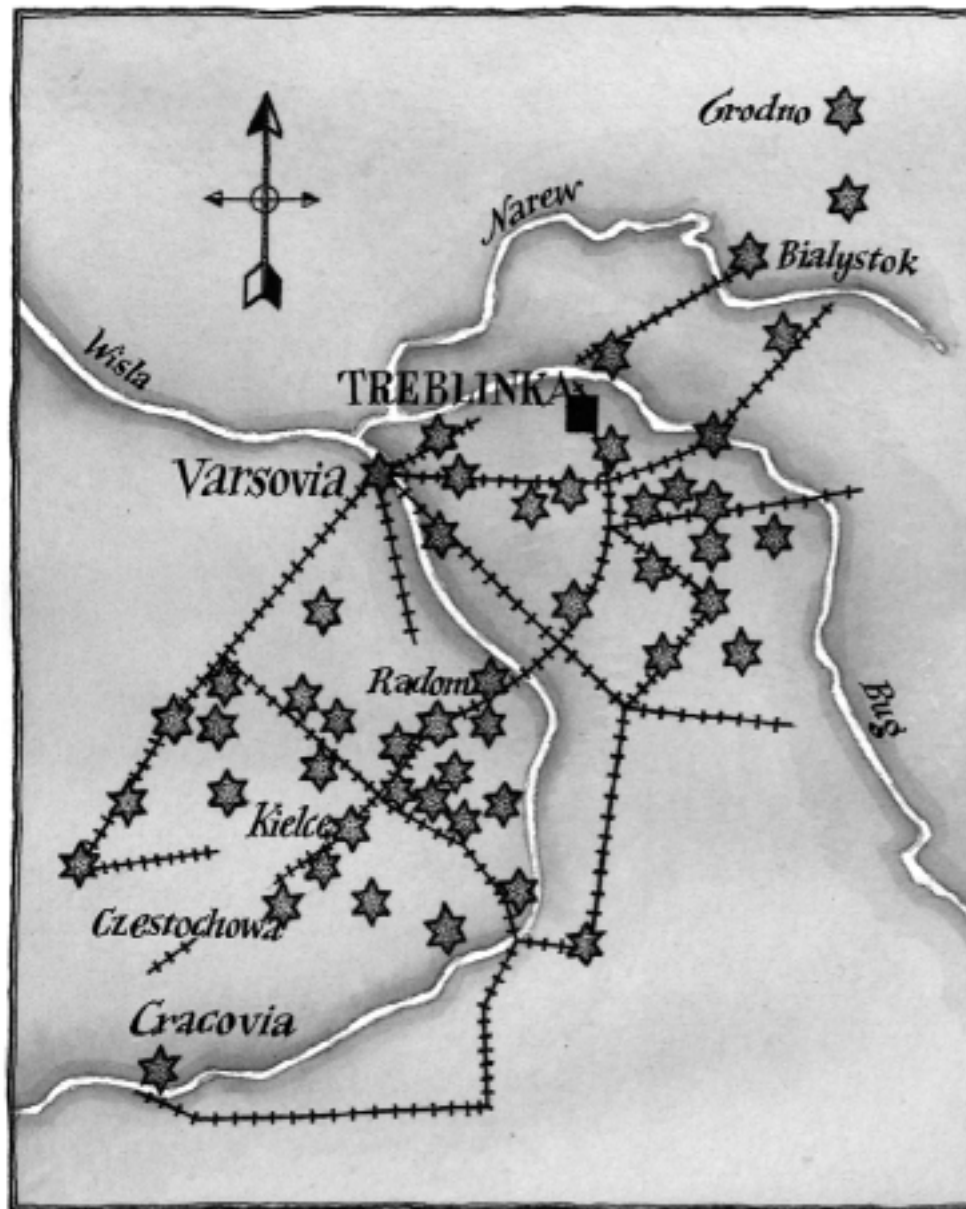 Grodno
Narew
Bialystok
Wisla
TREBLINKA
Varsovia
Radom
Bug
Kielce
Czestochowa
Cracovia